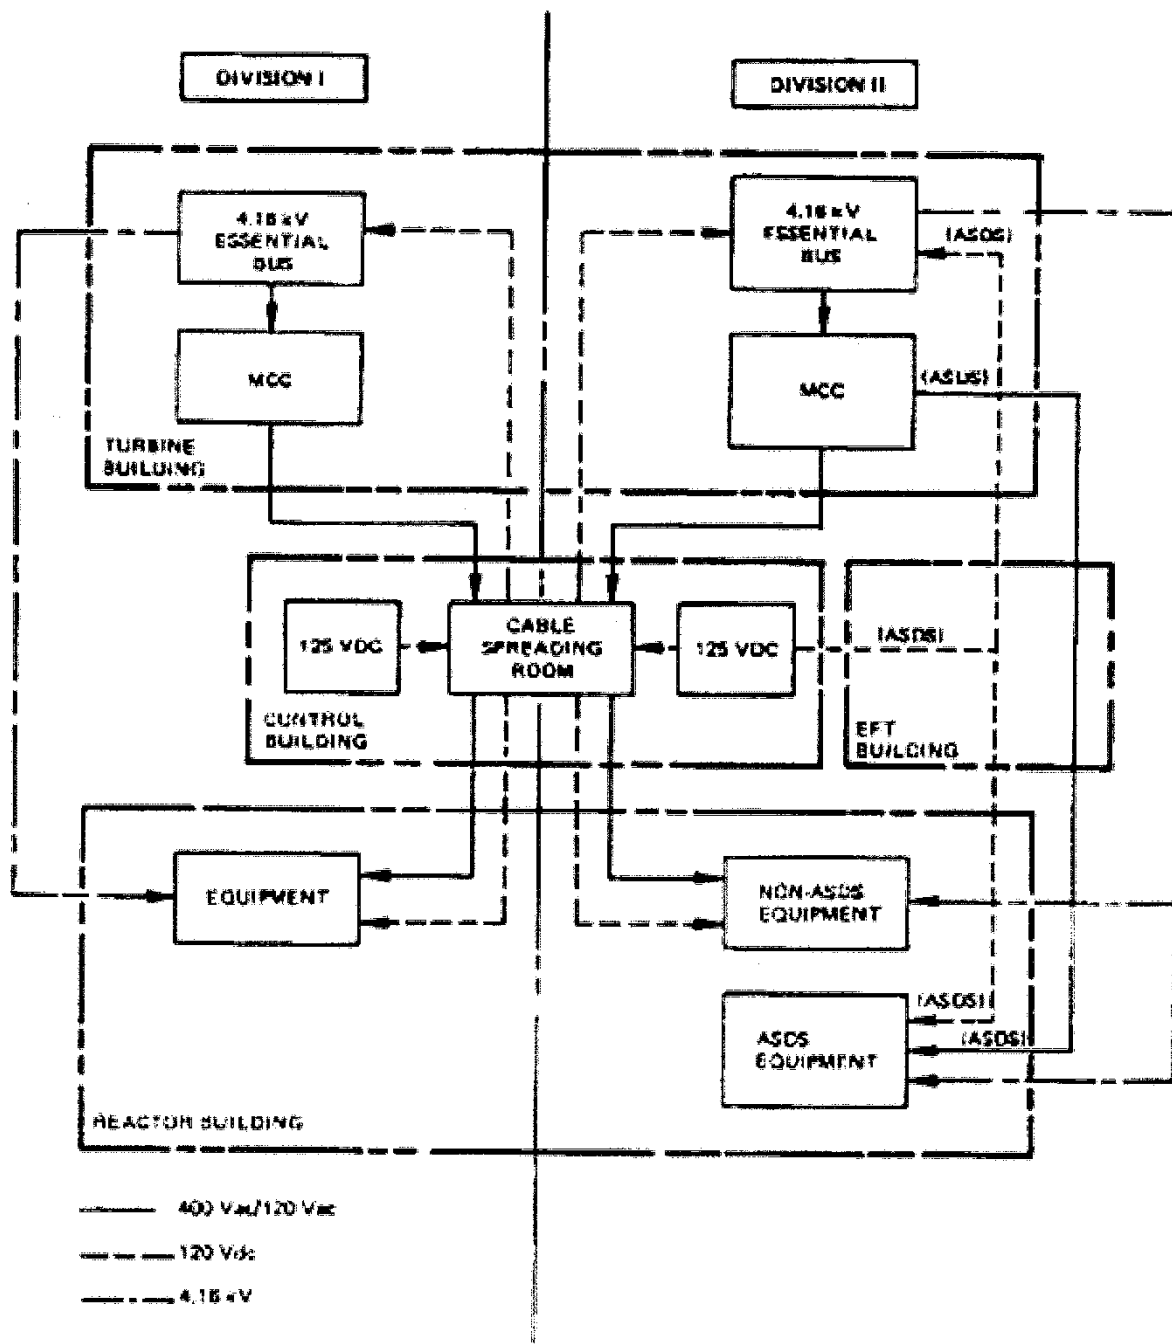 DIVISION I
DIVISION II
4.16 kV
ESSENTIAL
BUS
4.16 kV
ESSENTIAL
BUS
(ASDS)
MCC
MCC
(ASDS)
TURBINE
BUILDING
125 VDC
CABLE
SPREADING
ROOM
125 VDC
(ASDS)
CONTROL
BUILDING
EFT
BUILDING
EQUIPMENT
NON-ASDS
EQUIPMENT
(ASDS)
(ASDS)
ASDS
EQUIPMENT
REACTOR BUILDING
400 Vac/120 Vac
120 Vdc
4.16 kV